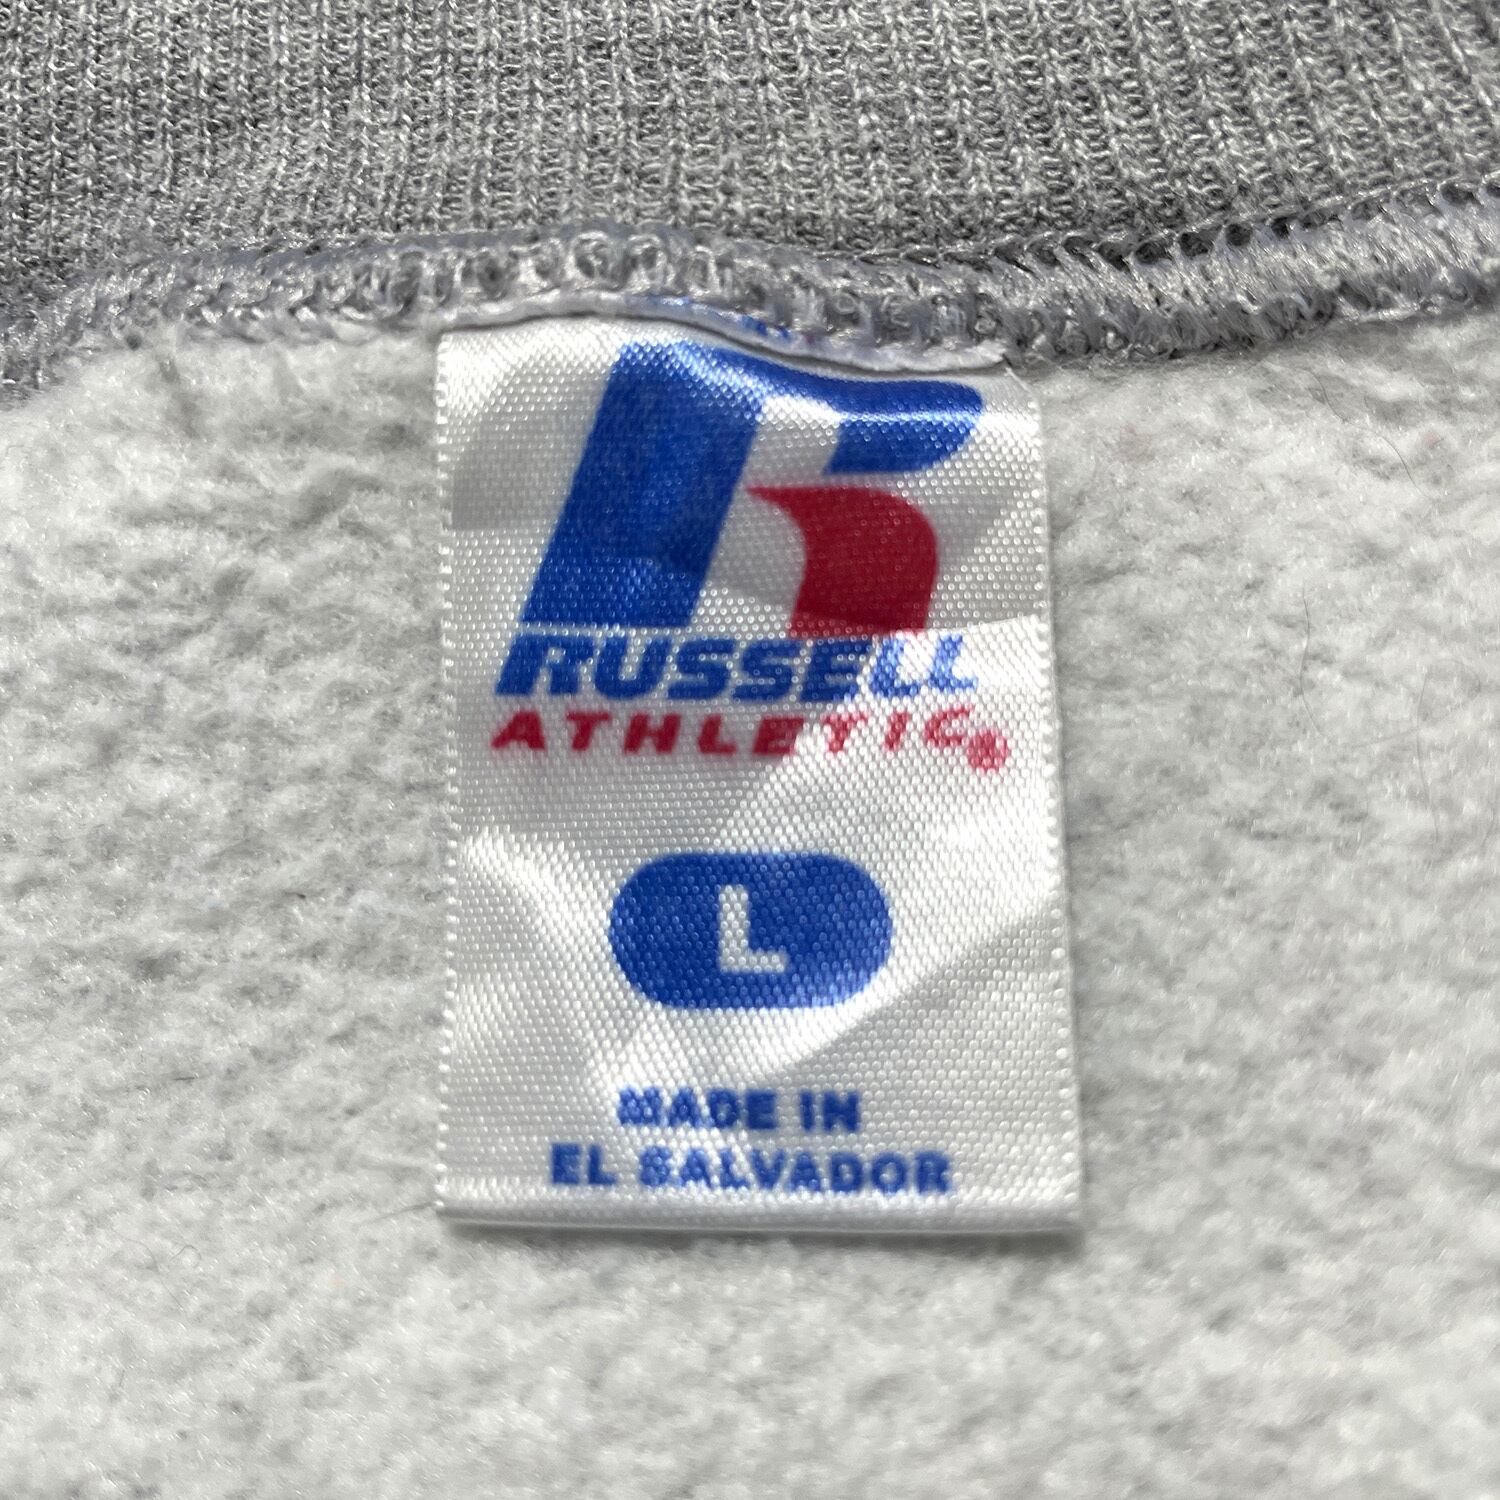 RUSSELL
ATHLETIC®
L
MADE IN
EL SALVADOR